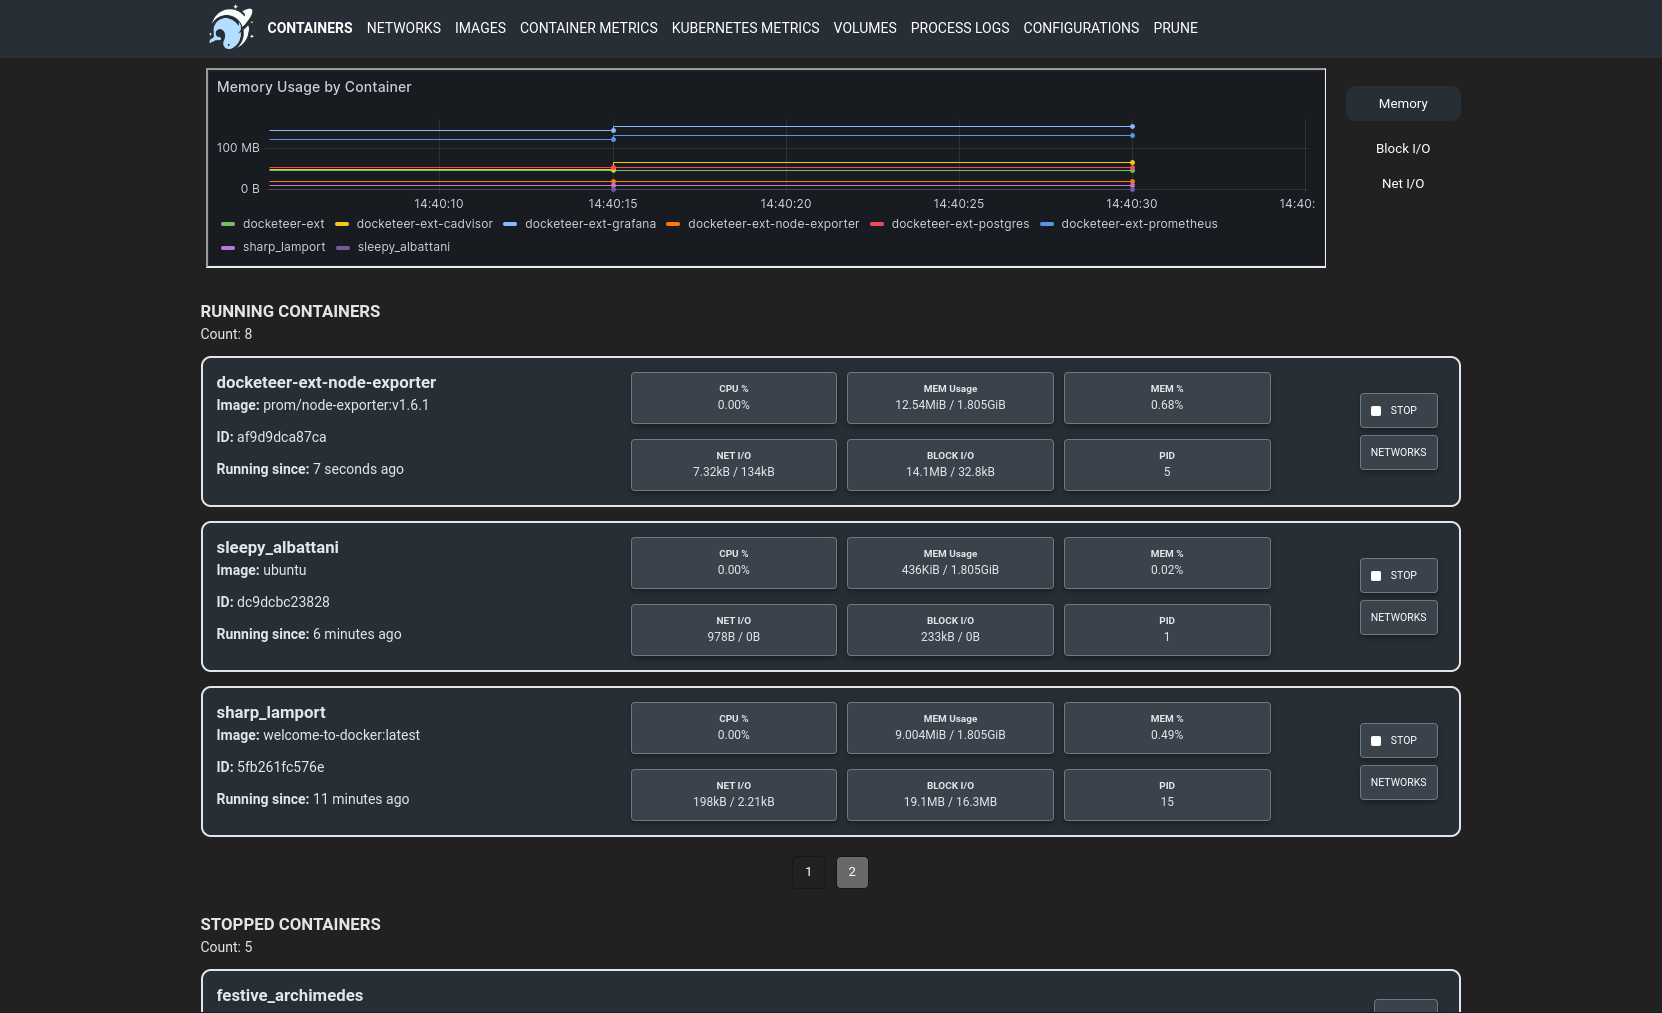 CONTAINERS NETWORKS IMAGES CONTAINER METRICS KUBERNETES METRICS VOLUMES PROCESS LOGS CONFIGURATIONS PRUNE
Memory Usage by Container
100 MB
0 B
14:40:10 14:40:15 14:40:20 14:40:25 14:40:30 14:40:
docketeer-ext docketeer-ext-cadvisor docketeer-ext-grafana docketeer-ext-node-exporter docketeer-ext-postgres docketeer-ext-prometheus
sharp_lamport sleepy_albattani
Memory
Block I/O
Net I/O
RUNNING CONTAINERS
Count: 8
docketeer-ext-node-exporter
Image: prom/node-exporter:v1.6.1
ID: af9d9dca87ca
Running since: 7 seconds ago
CPU % MEM Usage MEM %
0.00% 12.54MiB / 1.805GiB 0.68%
NET I/O BLOCK I/O PID
7.32kB / 134kB 14.1MB / 32.8kB 5
STOP
NETWORKS
sleepy_albattani
Image: ubuntu
ID: dc9dcbc23828
Running since: 6 minutes ago
CPU % MEM Usage MEM %
0.00% 436KiB / 1.805GiB 0.02%
NET I/O BLOCK I/O PID
978B / 0B 233kB / 0B 1
STOP
NETWORKS
sharp_lamport
Image: welcome-to-docker:latest
ID: 5fb261fc576e
Running since: 11 minutes ago
CPU % MEM Usage MEM %
0.00% 9.004MiB / 1.805GiB 0.49%
NET I/O BLOCK I/O PID
198kB / 2.21kB 19.1MB / 16.3MB 15
STOP
NETWORKS
1 2
STOPPED CONTAINERS
Count: 5
festive_archimedes